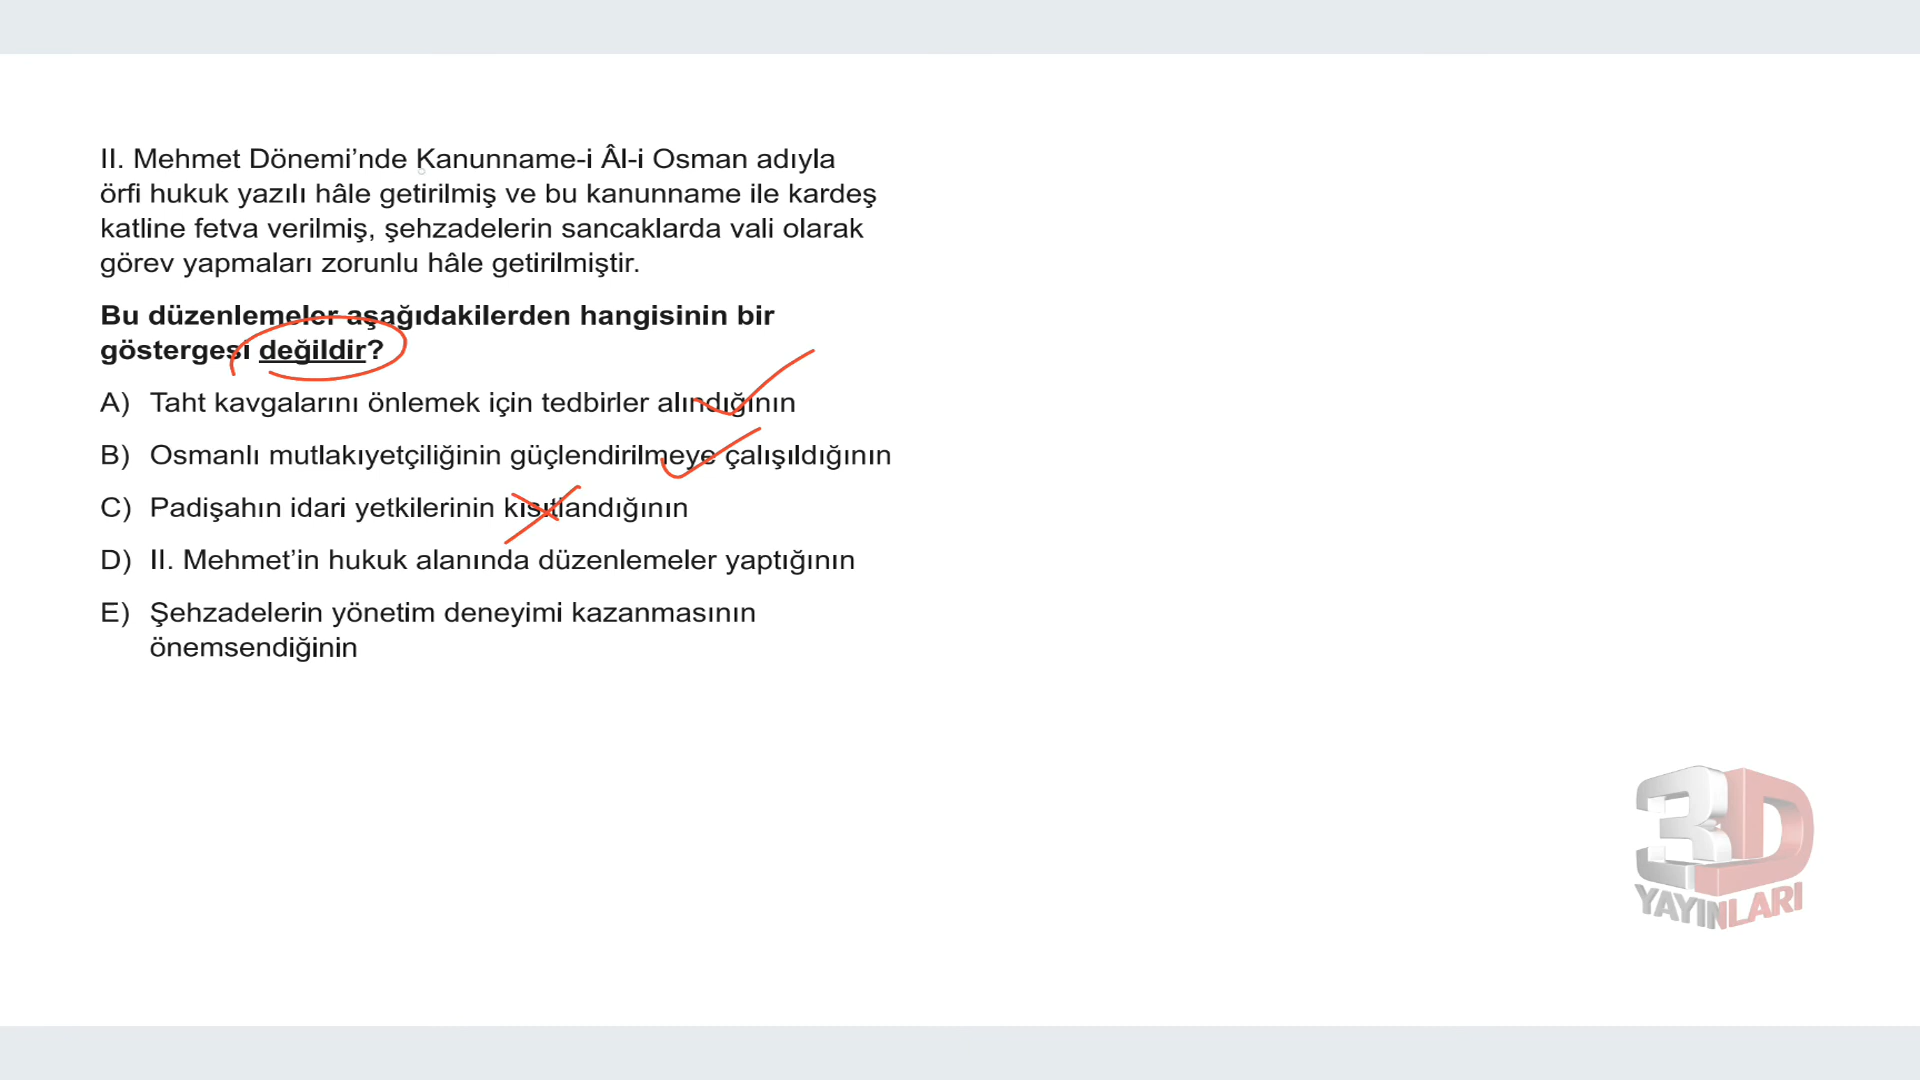 II. Mehmet Dönemi’nde Kanunname-i Âl-i Osman adıyla
örfi hukuk yazılı hâle getirilmiş ve bu kanunname ile kardeş
katline fetva verilmiş, şehzadelerin sancaklarda vali olarak
görev yapmaları zorunlu hâle getirilmiştir.
Bu düzenlemeler aşağıdakilerden hangisinin bir
göstergesi değildir?
A) Taht kavgalarını önlemek için tedbirler alındığının
B) Osmanlı mutlakıyetçiliğinin güçlendirilmeye çalışıldığının
C) Padişahın idari yetkilerinin kısıtlandığının
D) II. Mehmet’in hukuk alanında düzenlemeler yaptığının
E) Şehzadelerin yönetim deneyimi kazanmasının
önemsendiğinin
3D
YAYINLARI